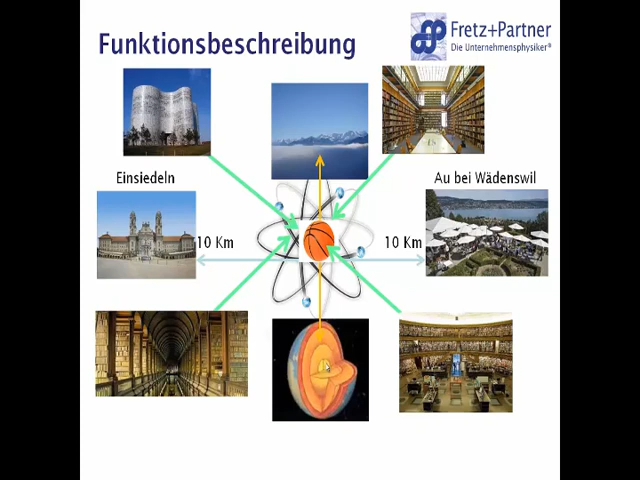 Funktionsbeschreibung
Fretz+Partner
Die Unternehmensphysiker®
Einsiedeln
Au bei Wädenswil
10 Km
10 Km